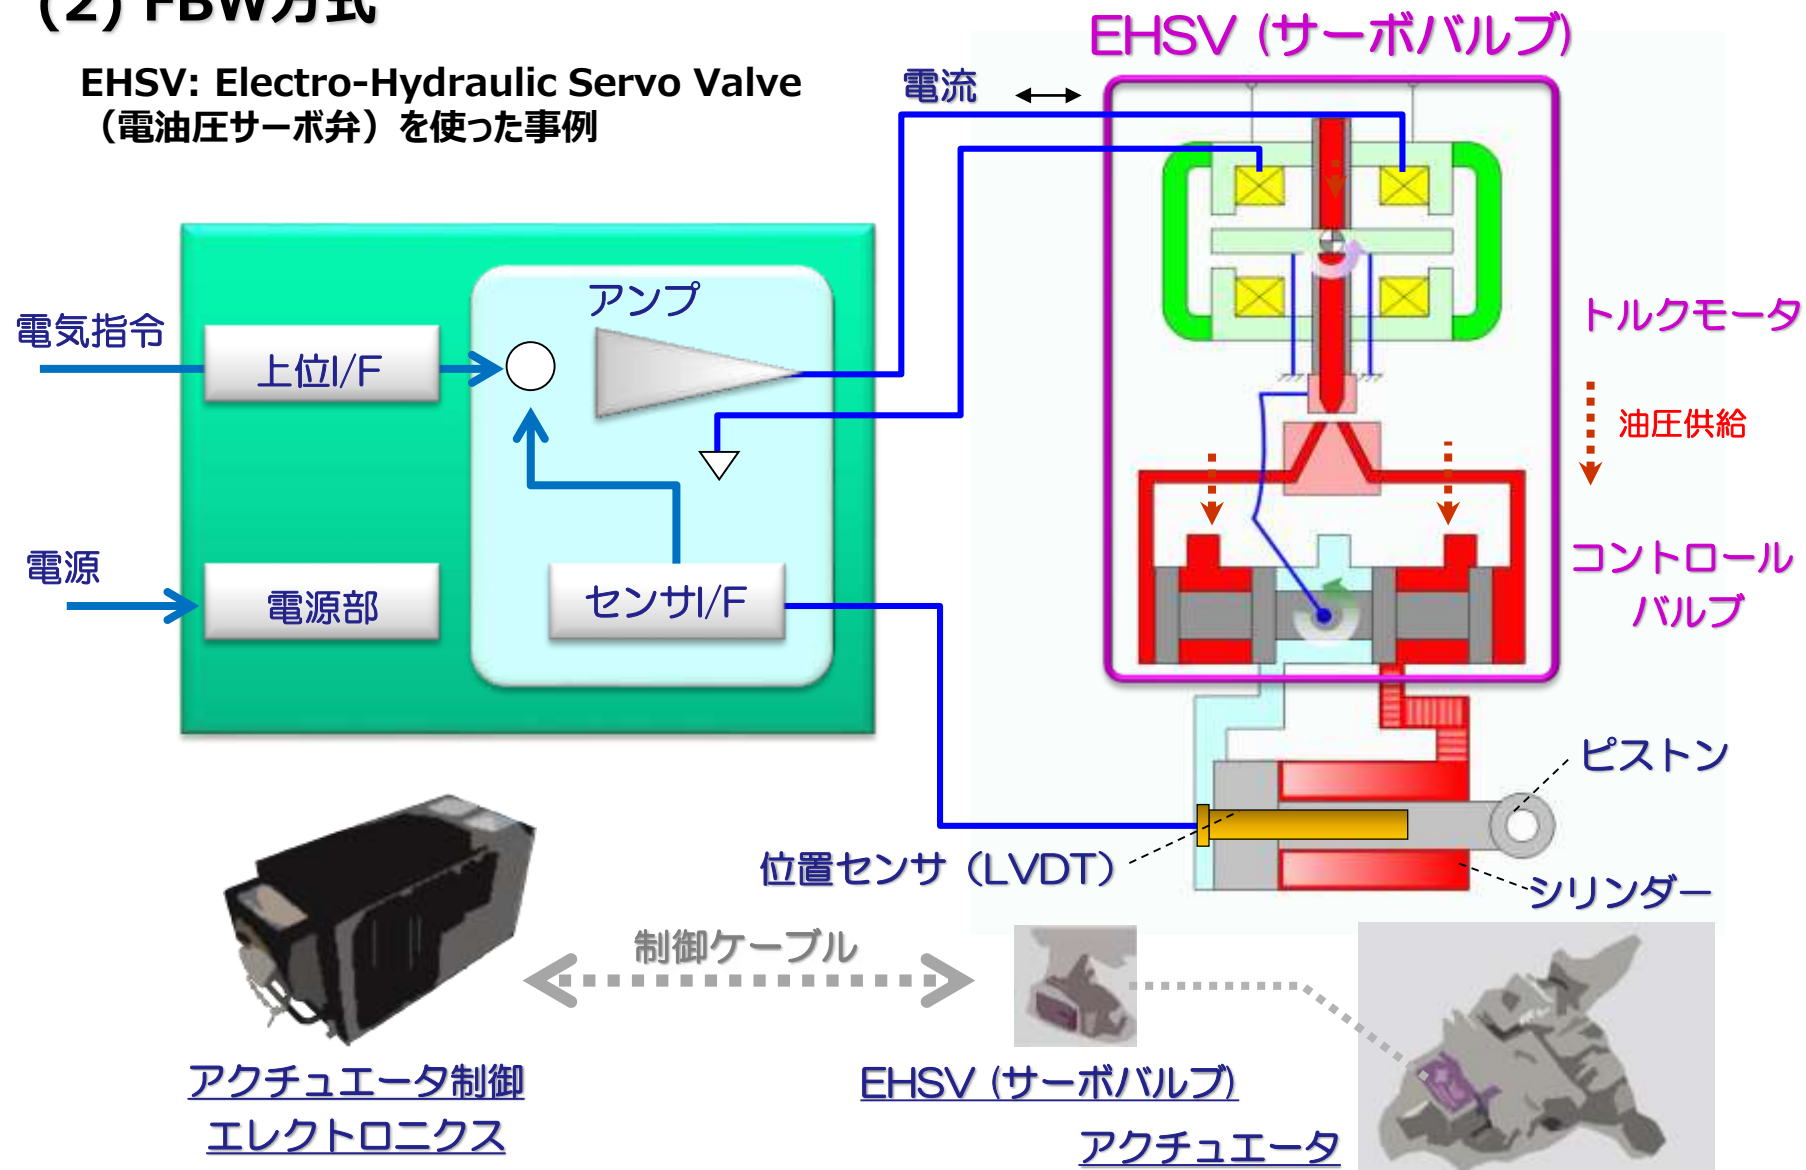 (2) FBW方式
EHSV (サーボバルブ)
EHSV: Electro-Hydraulic Servo Valve
（電油圧サーボ弁）を使った事例
電流
アンプ
電気指令
上位I/F
トルクモータ
油圧供給
電源
電源部
センサI/F
コントロール
バルブ
ピストン
位置センサ（LVDT）
シリンダー
制御ケーブル
アクチュエータ制御
エレクトロニクス
EHSV (サーボバルブ)
アクチュエータ